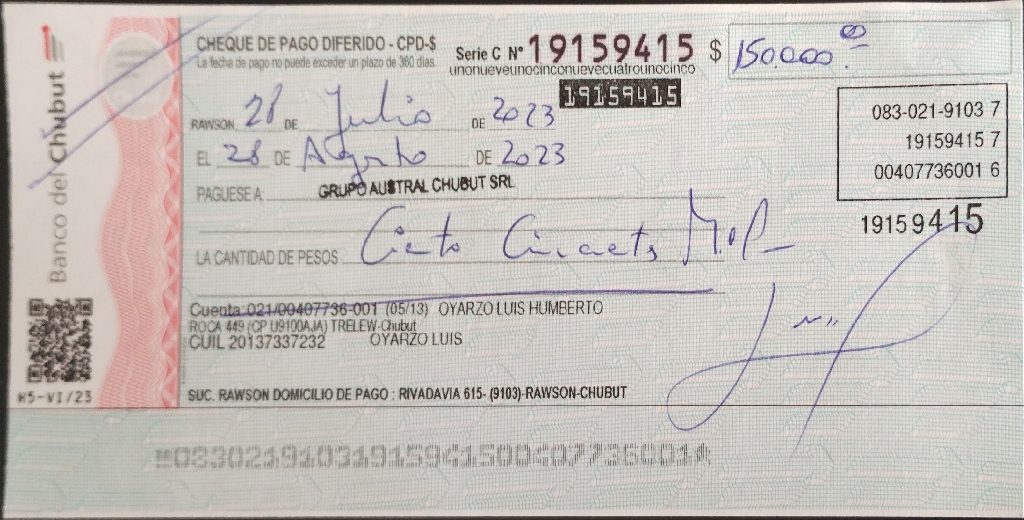 Banco del Chubut
CHEQUE DE PAGO DIFERIDO - CPD-$
La fecha de pago no puede exceder un plazo de 360 días.
Serie C N° 19159415
$ 150.000.00
unonueveunocinconuevecuatrounocinco
19159415
RAWSON 28 DE Julio DE 2023
EL 28 DE Agosto DE 2023
083-021-9103 7
19159415 7
00407736001 6
PAGUESE A: GRUPO AUSTRAL CHUBUT SRL
19159415
LA CANTIDAD DE PESOS Ciento Cincuenta Mil
Cuenta 021/00407736-001 (05/13) OYARZO LUIS HUMBERTO
ROCA 449 (CP U9100AJA) TRELEW-Chubut
CUIL 20137337232 OYARZO LUIS
H5-VI/23
SUC. RAWSON DOMICILIO DE PAGO : RIVADAVIA 615- (9103)-RAWSON-CHUBUT